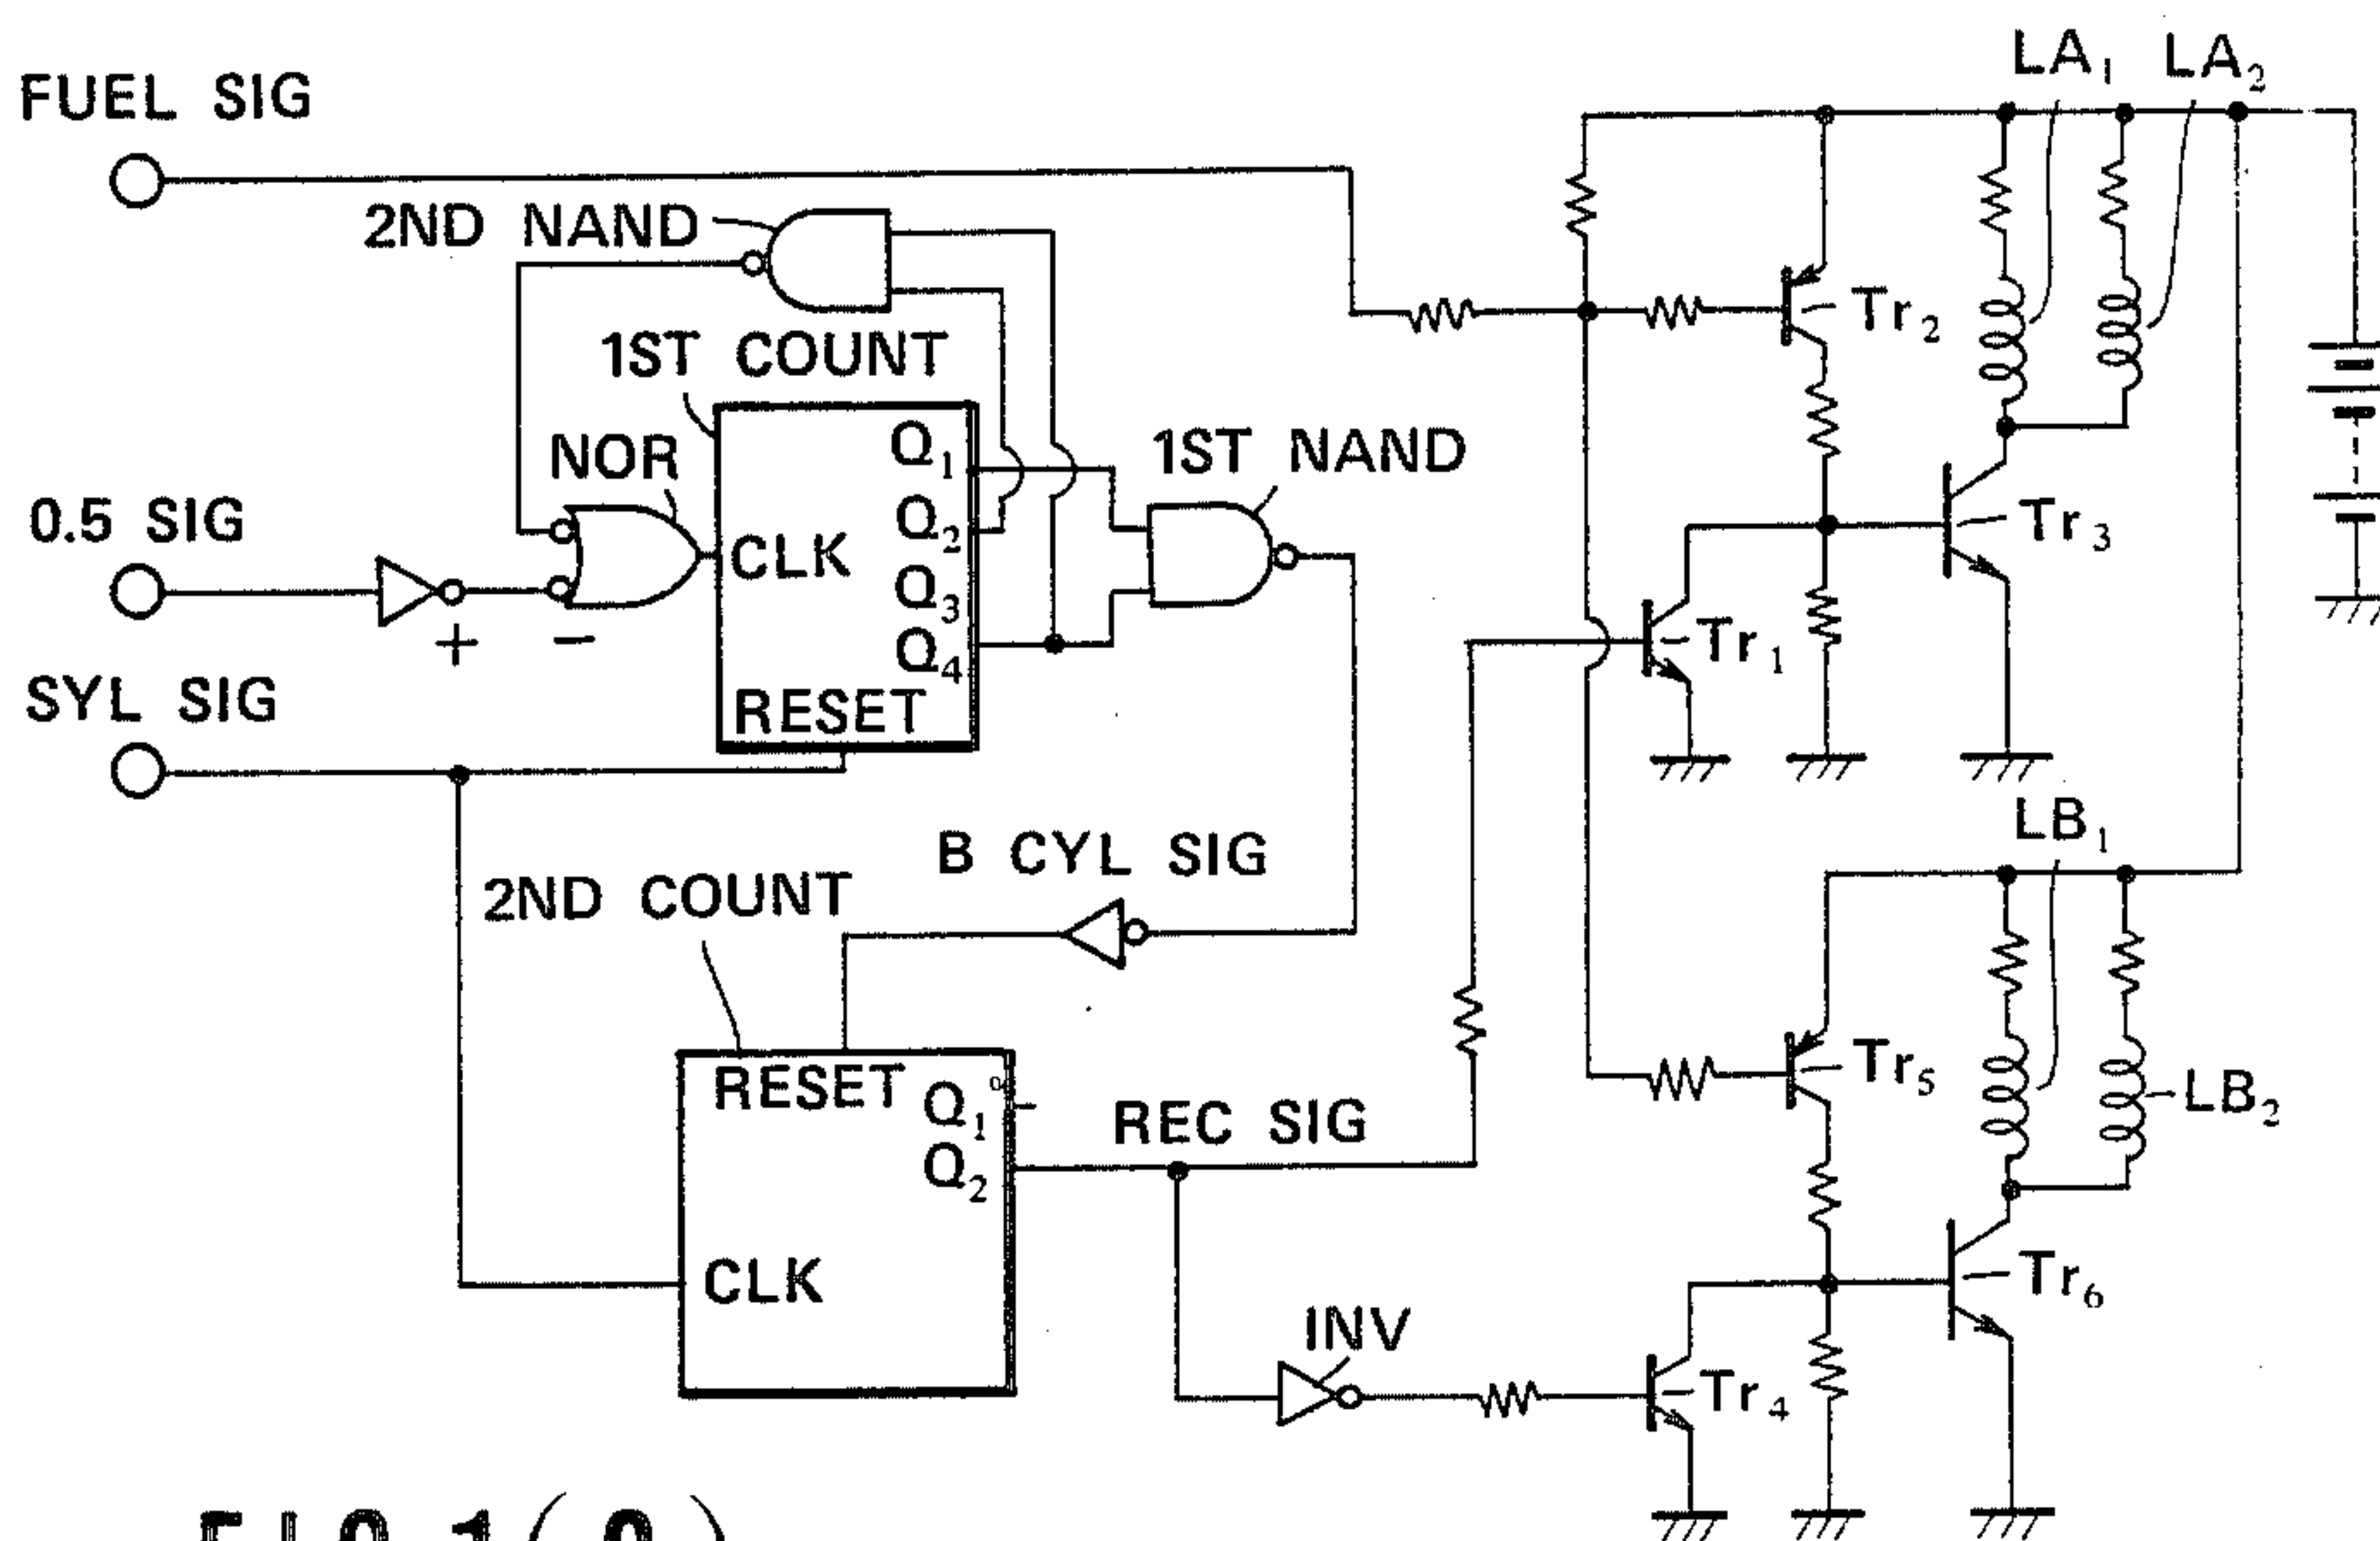 FUEL SIG
LA1
LA2
2ND NAND
1ST COUNT
Tr2
NOR
Q1
1ST NAND
0.5 SIG
CLK
Q2
Q3
Tr3
+
-
Q4
Tr1
SYL SIG
RESET
LB1
B CYL SIG
2ND COUNT
RESET
Q1
Tr5
LB2
REC SIG
Q2
CLK
Tr6
INV
Tr4